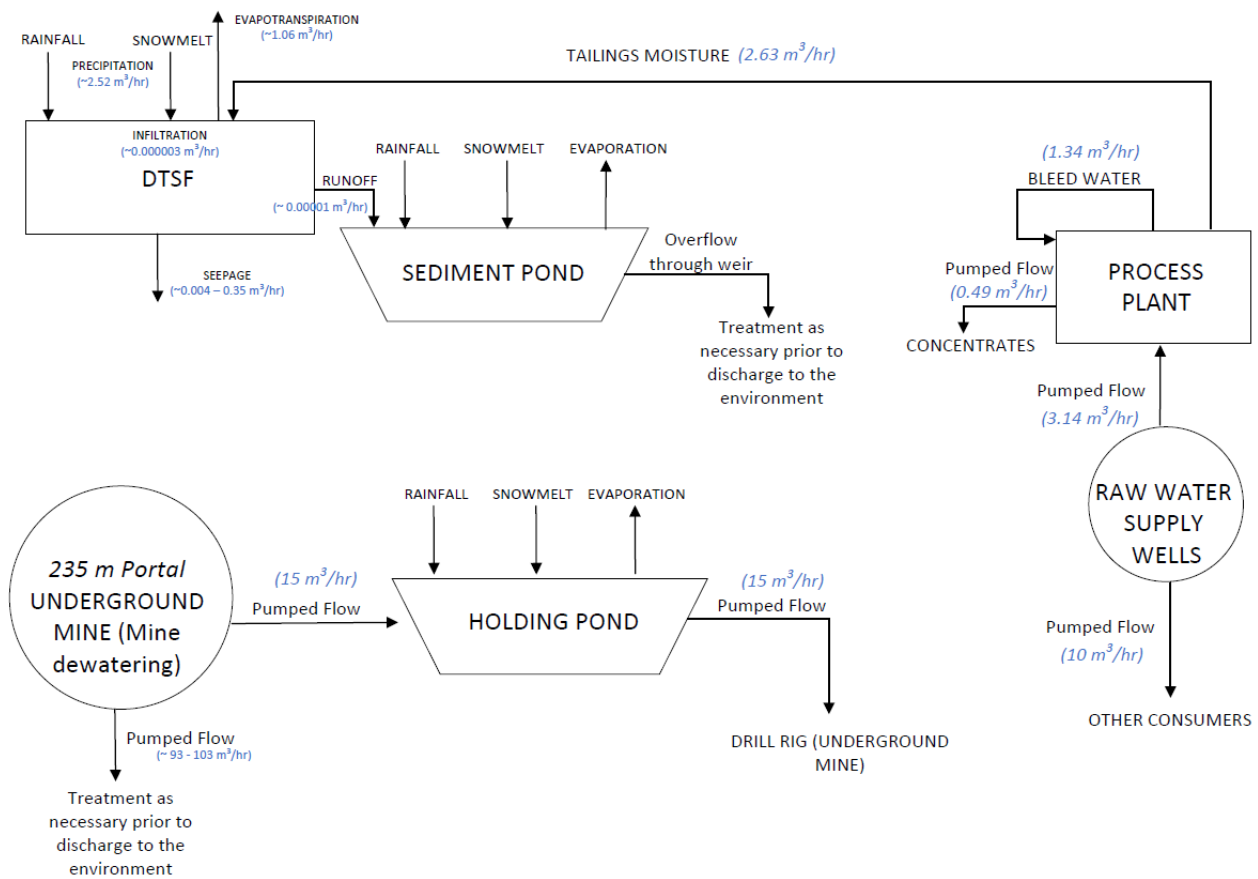 EVAPOTRANSPIRATION
(~1.06 m³/hr)
RAINFALL
SNOWMELT
PRECIPITATION
(~2.52 m³/hr)
TAILINGS MOISTURE (2.63 m³/hr)
INFILTRATION
(~0.000003 m³/hr)
DTSF
RUNOFF
(~ 0.00001 m³/hr)
SEEPAGE
(~0.004 – 0.35 m³/hr)
RAINFALL
SNOWMELT
EVAPORATION
SEDIMENT POND
Overflow
through weir
Treatment as
necessary prior to
discharge to the
environment
(1.34 m³/hr)
BLEED WATER
PROCESS
PLANT
Pumped Flow
(0.49 m³/hr)
CONCENTRATES
Pumped Flow
(3.14 m³/hr)
RAW WATER
SUPPLY
WELLS
Pumped Flow
(10 m³/hr)
OTHER CONSUMERS
235 m Portal
UNDERGROUND
MINE (Mine
dewatering)
(15 m³/hr)
Pumped Flow
RAINFALL
SNOWMELT
EVAPORATION
HOLDING POND
(15 m³/hr)
Pumped Flow
DRILL RIG (UNDERGROUND
MINE)
Pumped Flow
(~ 93 - 103 m³/hr)
Treatment as
necessary prior to
discharge to the
environment